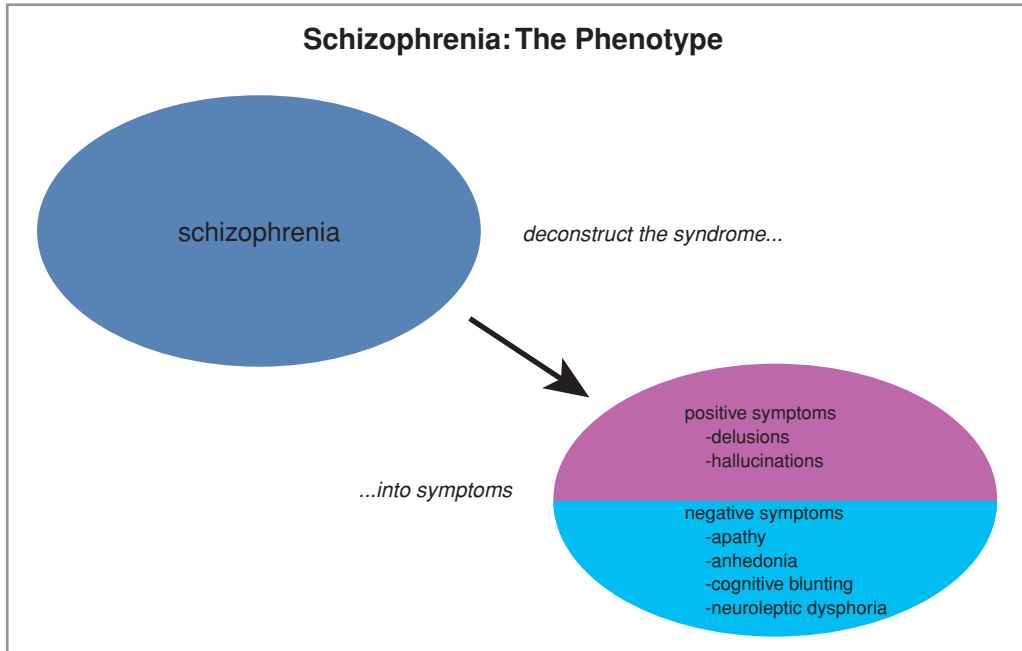 Schizophrenia: The Phenotype
schizophrenia
deconstruct the syndrome...
...into symptoms
positive symptoms
-delusions
-hallucinations
negative symptoms
-apathy
-anhedonia
-cognitive blunting
-neuroleptic dysphoria